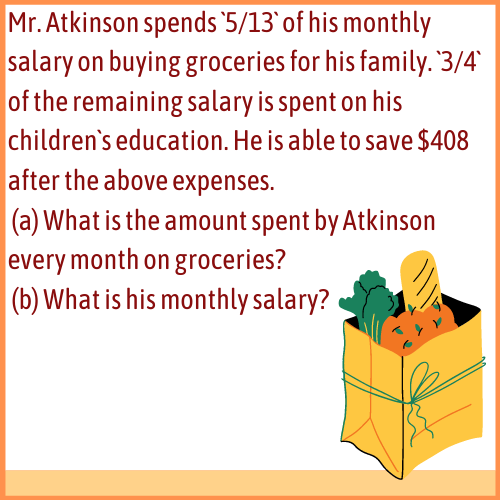 Mr. Atkinson spends `5/13` of his monthly
salary on buying groceries for his family. `3/4`
of the remaining salary is spent on his
children`s education. He is able to save $408
after the above expenses.
(a) What is the amount spent by Atkinson
every month on groceries?
(b) What is his monthly salary?